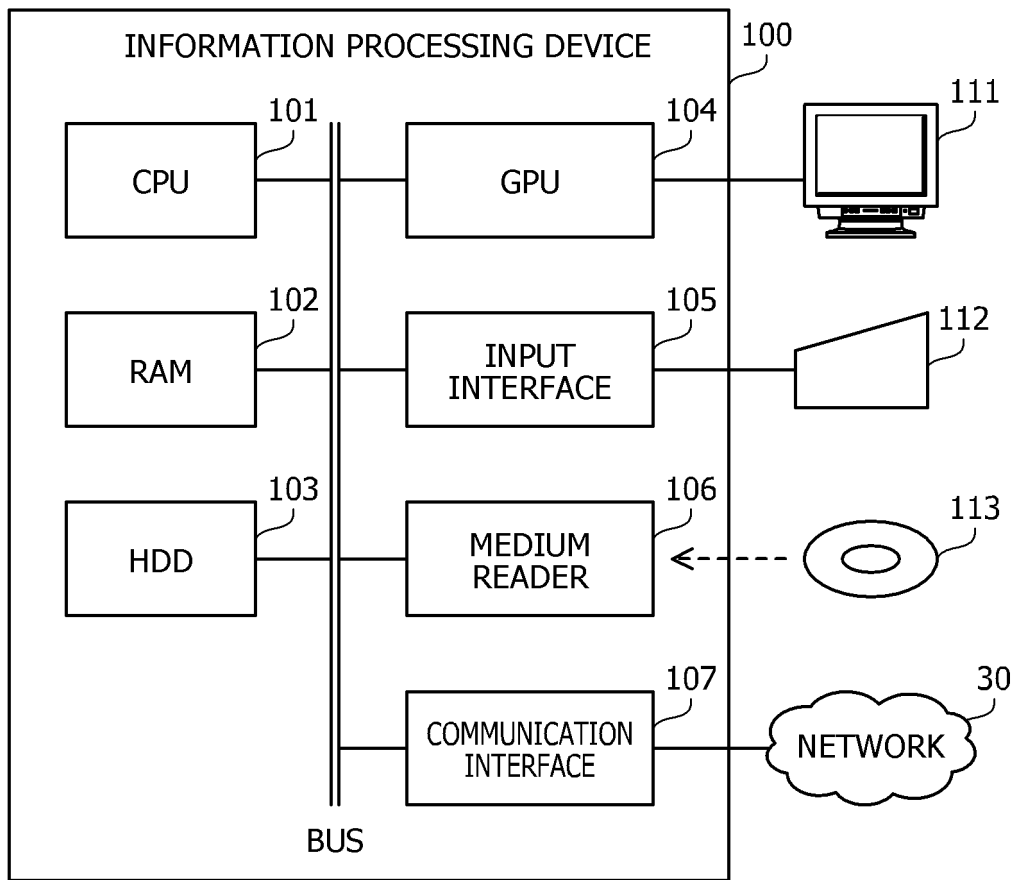 INFORMATION PROCESSING DEVICE
100
101
CPU
104
GPU
111
102
RAM
105
INPUT
INTERFACE
112
103
HDD
106
MEDIUM
READER
113
107
COMMUNICATION
INTERFACE
30
NETWORK
BUS